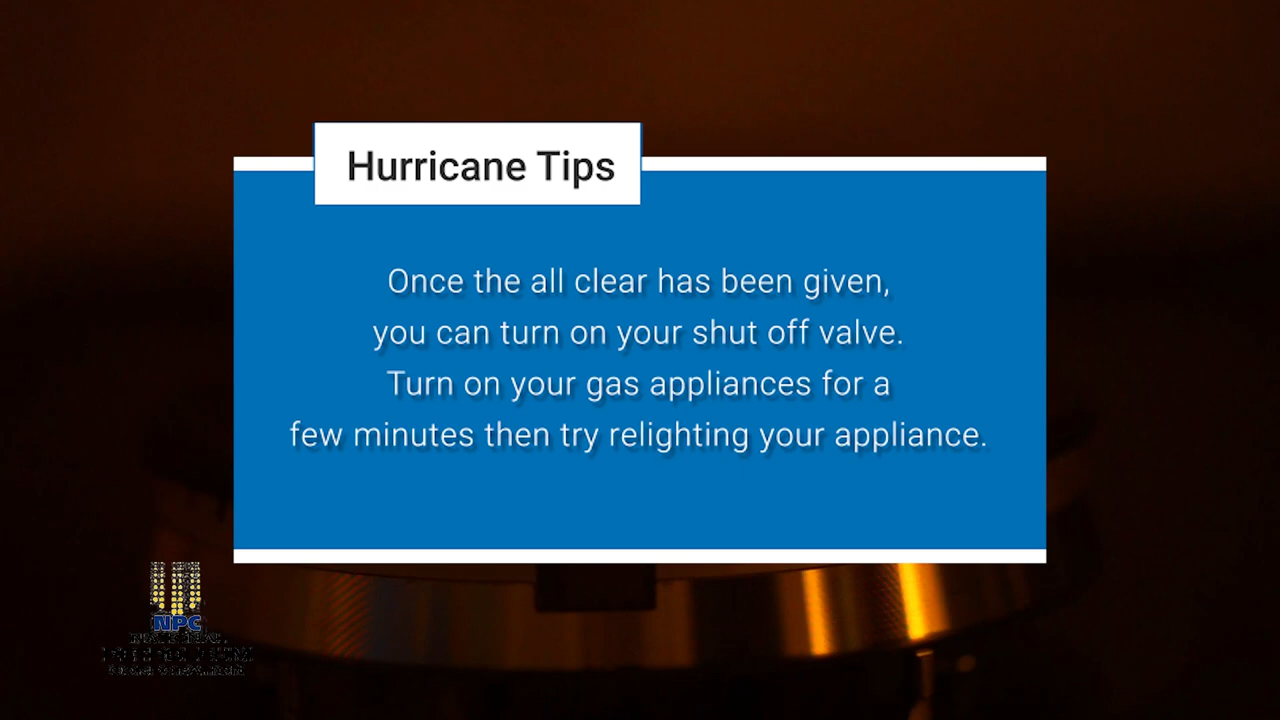 Hurricane Tips
Once the all clear has been given,
you can turn on your shut off valve.
Turn on your gas appliances for a
few minutes then try relighting your appliance.
NPC
NATIONAL